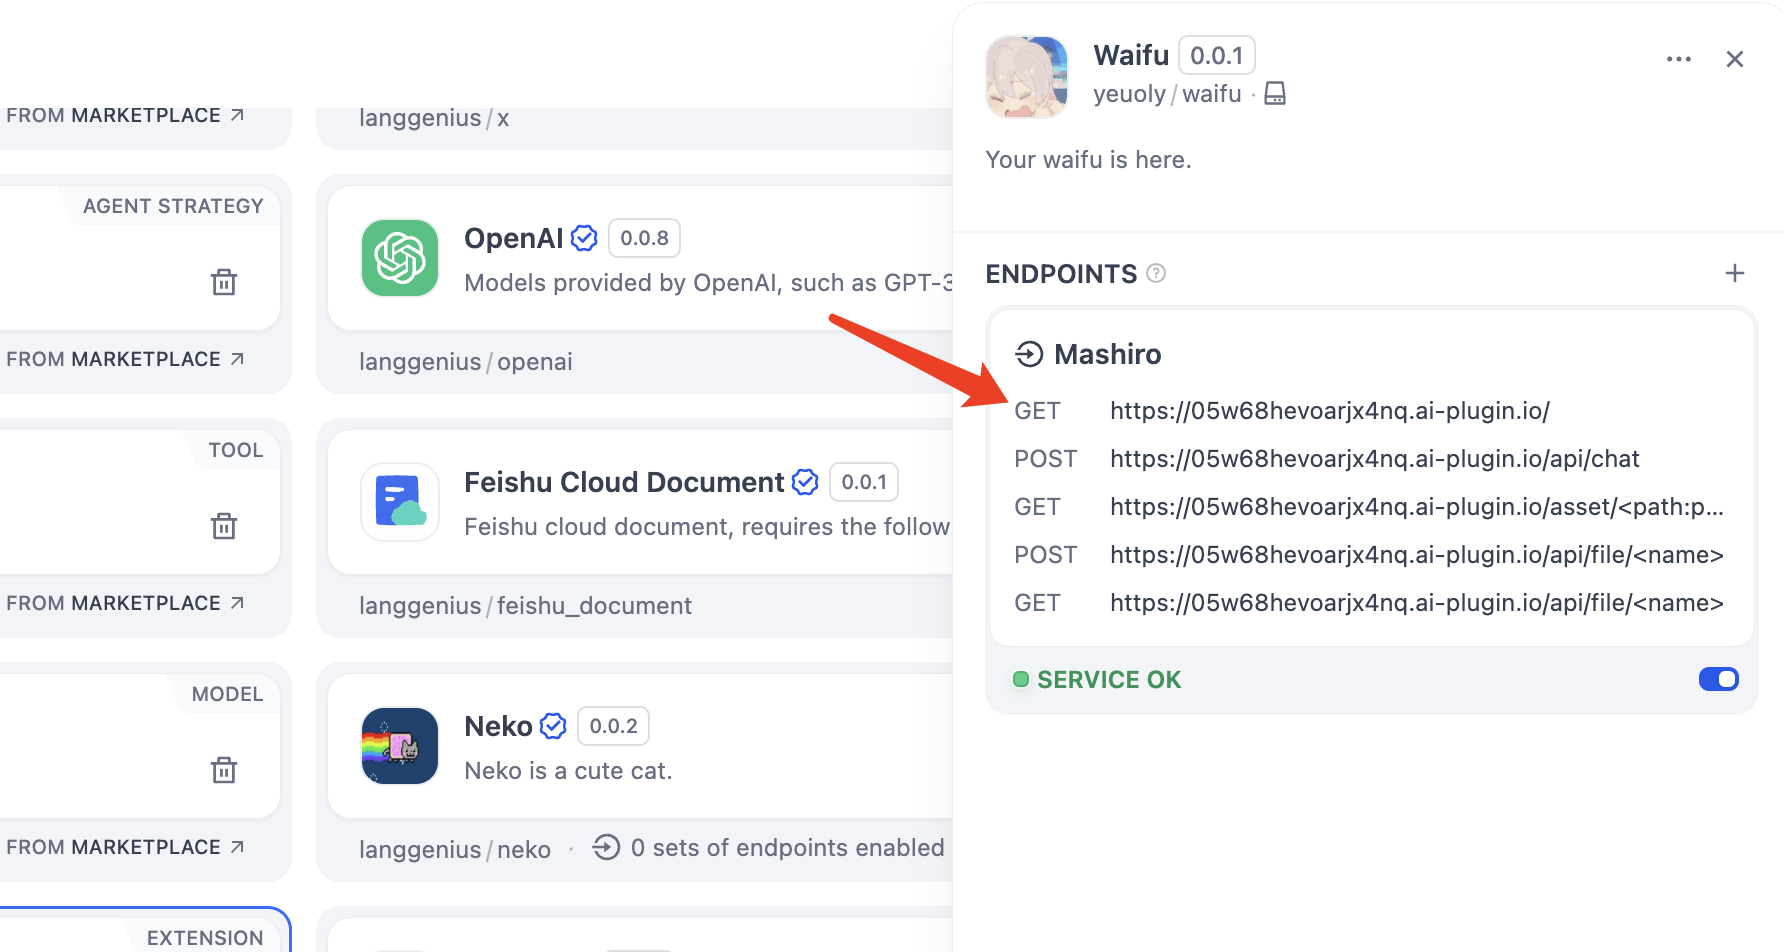 FROM MARKETPLACE
langgenius/x
AGENT STRATEGY
OpenAI 0.0.8
Models provided by OpenAI, such as GPT-3
FROM MARKETPLACE
langgenius/openai
TOOL
Feishu Cloud Document 0.0.1
Feishu cloud document, requires the follow
FROM MARKETPLACE
langgenius/feishu_document
MODEL
Neko 0.0.2
Neko is a cute cat.
FROM MARKETPLACE
langgenius/neko · 0 sets of endpoints enabled
EXTENSION
Waifu 0.0.1
yeuoly/waifu ·
Your waifu is here.
ENDPOINTS
Mashiro
GET https://05w68hevoarjx4nq.ai-plugin.io/
POST https://05w68hevoarjx4nq.ai-plugin.io/api/chat
GET https://05w68hevoarjx4nq.ai-plugin.io/asset/<path:p...
POST https://05w68hevoarjx4nq.ai-plugin.io/api/file/<name>
GET https://05w68hevoarjx4nq.ai-plugin.io/api/file/<name>
SERVICE OK